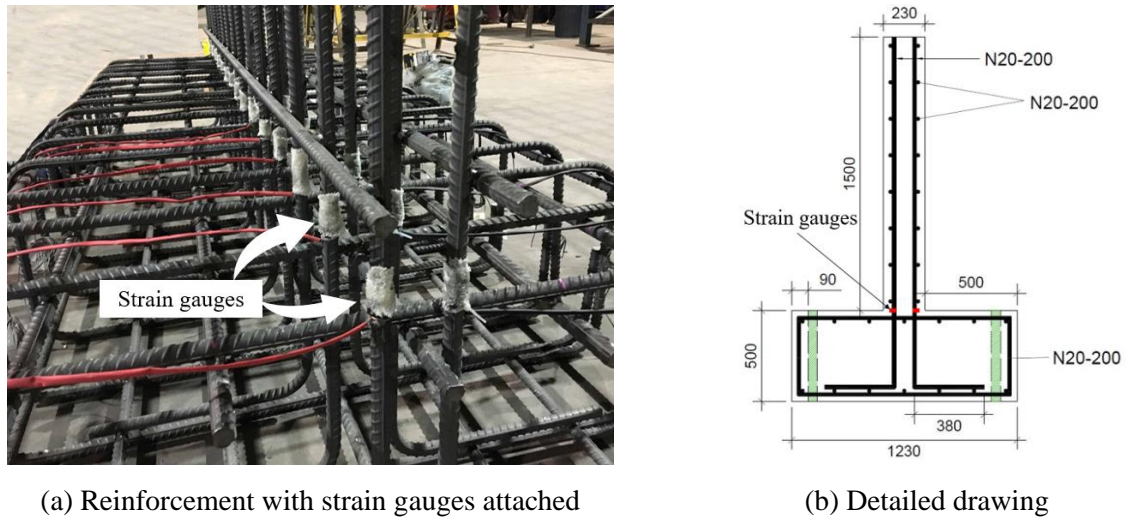 Strain gauges
230
N20-200
N20-200
1500
Strain gauges
90
500
500
N20-200
380
1230
(a) Reinforcement with strain gauges attached
(b) Detailed drawing